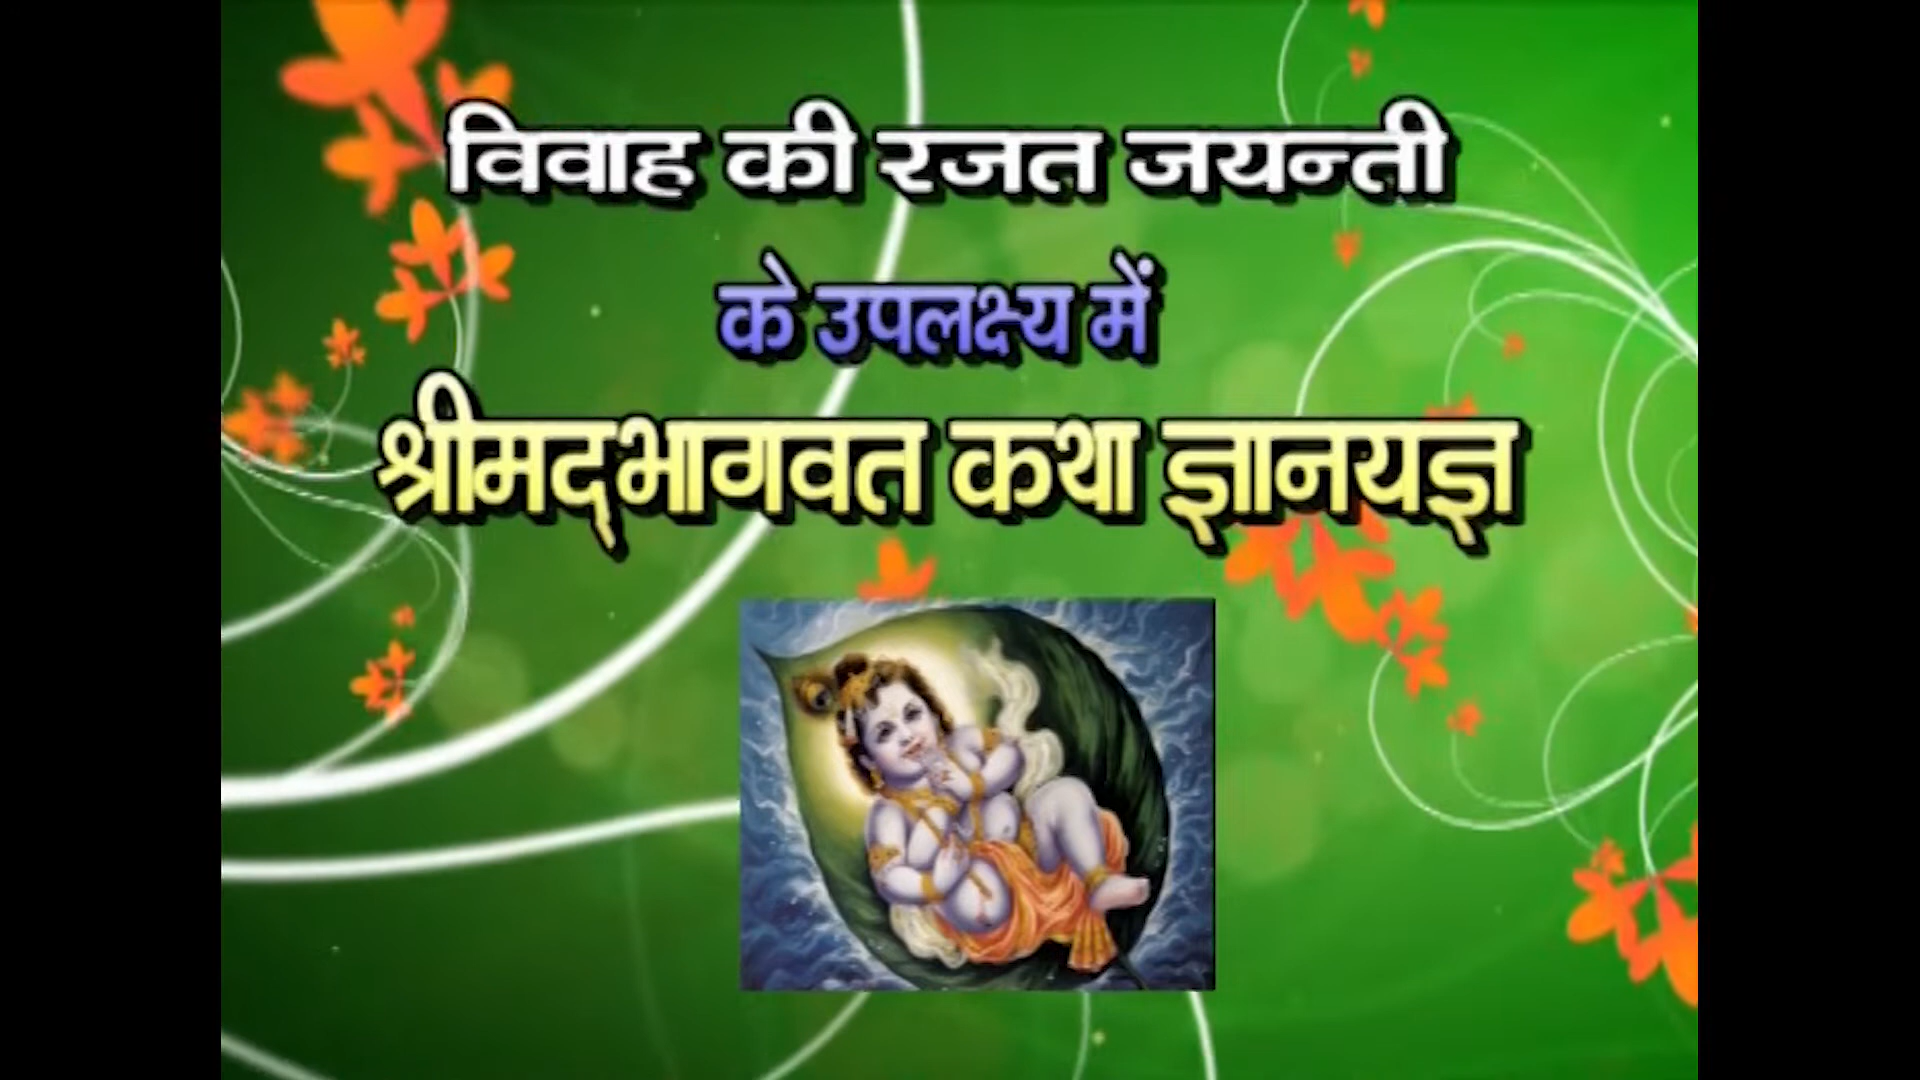 विवाह की रजत जयन्ती
के उपलक्ष्य में
श्रीमद्‌भागवत कथा ज्ञानयज्ञ